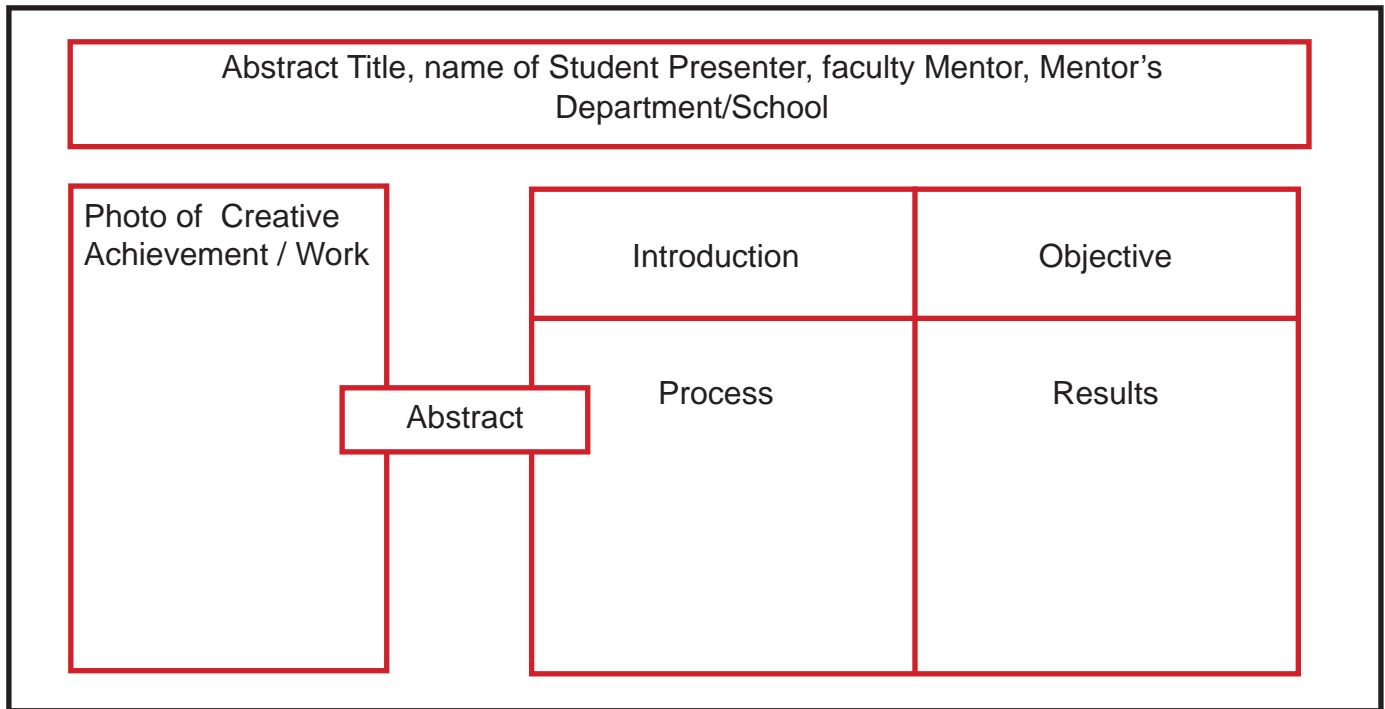 Abstract Title, name of Student Presenter, faculty Mentor, Mentor’s
Department/School
Photo of  Creative
Achievement / Work
Abstract
Introduction
Objective
Process
Results